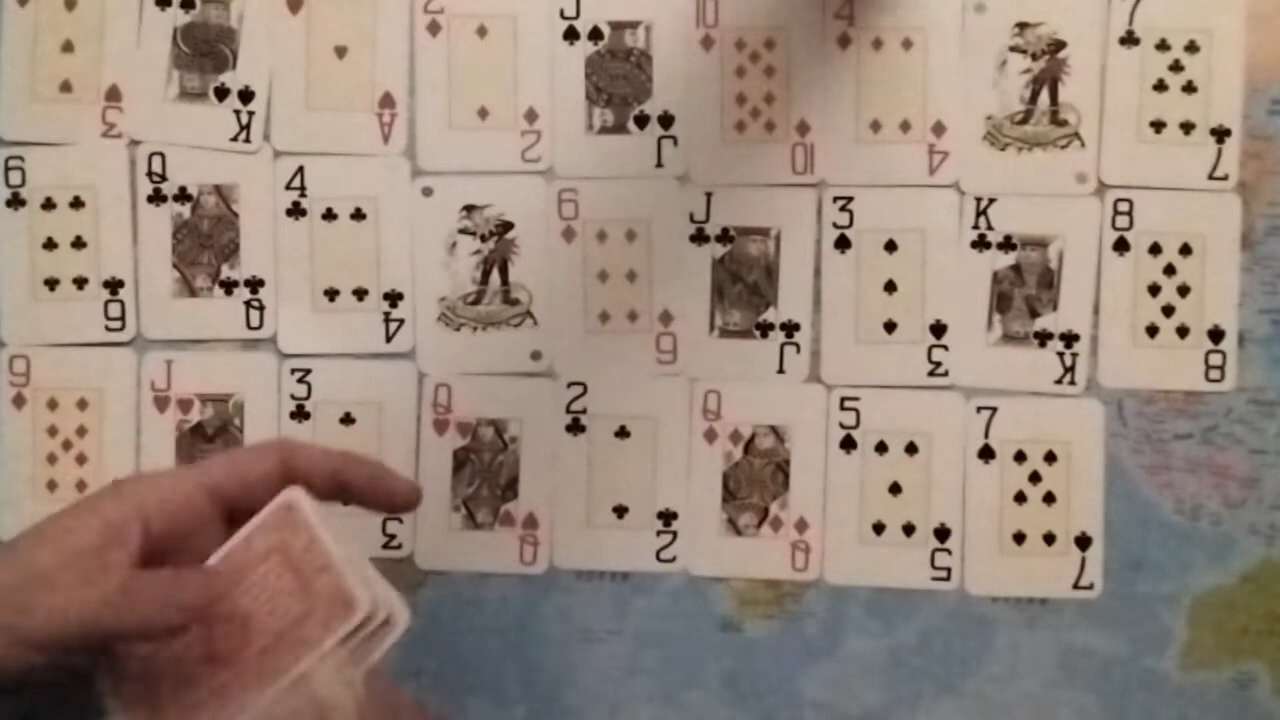 2 J 10 4 7
3 K A 2 J 10 4 7
6 Q 4 6 J 3 K 8
6 Q 4 6 J 3 K 8
9 J 3 Q 2 Q 5 7
3 Q 2 Q 5 7